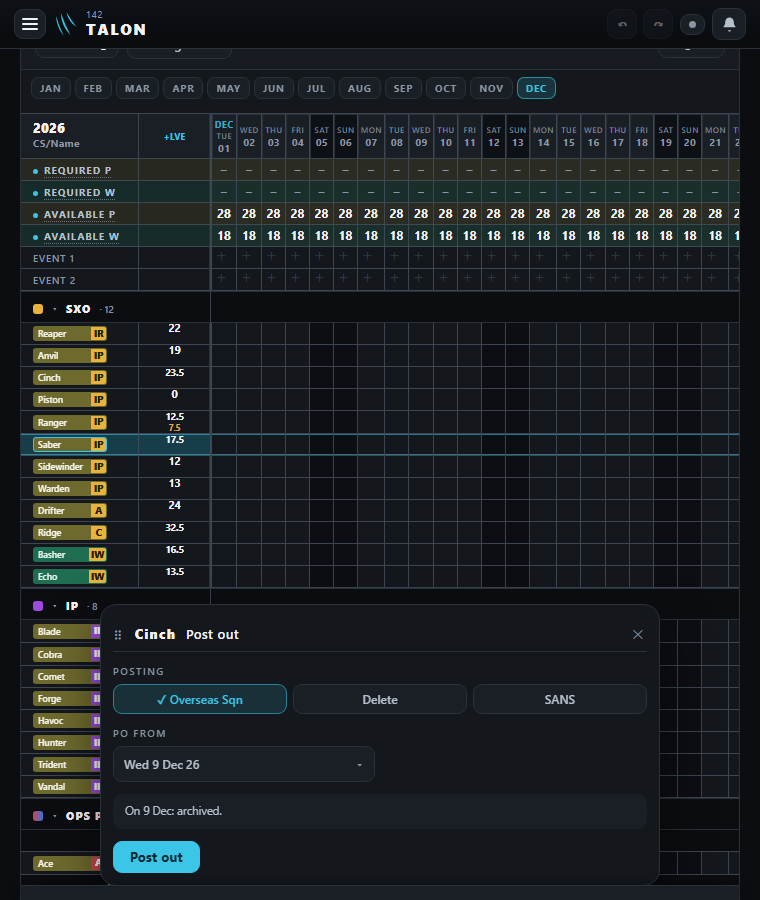 142
TALON
JAN FEB MAR APR MAY JUN JUL AUG SEP OCT NOV DEC
2026
CS/Name
+LVE
DEC
TUE WED THU FRI SAT SUN MON TUE WED THU FRI SAT SUN MON TUE WED THU FRI SAT SUN MON
01 02 03 04 05 06 07 08 09 10 11 12 13 14 15 16 17 18 19 20 21
REQUIRED P – – – – – – – – – – – – – – – – – – – – –
REQUIRED W – – – – – – – – – – – – – – – – – – – – –
AVAILABLE P 28 28 28 28 28 28 28 28 28 28 28 28 28 28 28 28 28 28 28 28 28
AVAILABLE W 18 18 18 18 18 18 18 18 18 18 18 18 18 18 18 18 18 18 18 18 18
EVENT 1 + + + + + + + + + + + + + + + + + + + + +
EVENT 2 + + + + + + + + + + + + + + + + + + + + +
SXO · 12
Reaper IR 22
Anvil IP 19
Cinch IP 23.5
Piston IP 0
Ranger IP 12.5
7.5
Saber IP 17.5
Sidewinder IP 12
Warden IP 13
Drifter A 24
Ridge C 32.5
Basher IW 16.5
Echo IW 13.5
IP · 8
Blade
Cobra
Comet
Forge
Havoc
Hunter
Trident
Vandal
OPS
Ace
Cinch Post out
POSTING
✓ Overseas Sqn Delete SANS
PO FROM
Wed 9 Dec 26
On 9 Dec: archived.
Post out